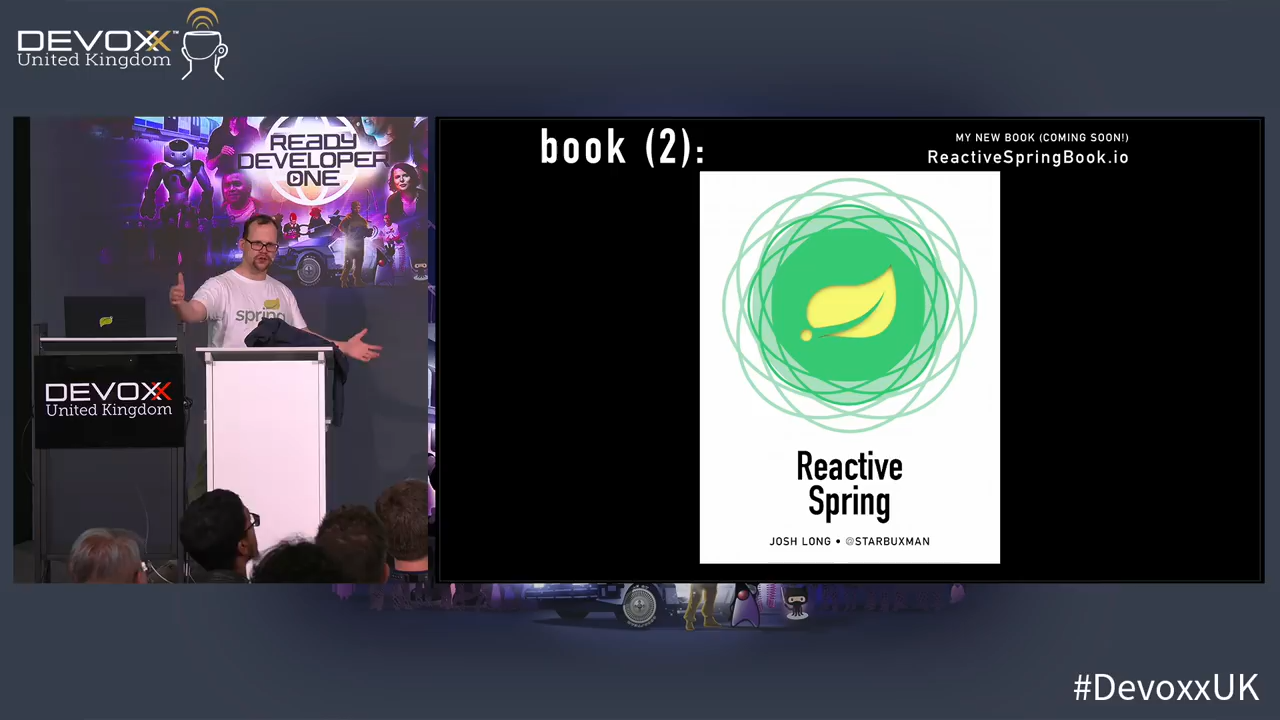 DEVOXX™
United Kingdom
READY
DEVELOPER
ONE
spring
DEVOXX
United Kingdom
book (2):
MY NEW BOOK (COMING SOON!)
ReactiveSpringBook.io
Reactive
Spring
JOSH LONG • @STARBUXMAN
#DevoxxUK